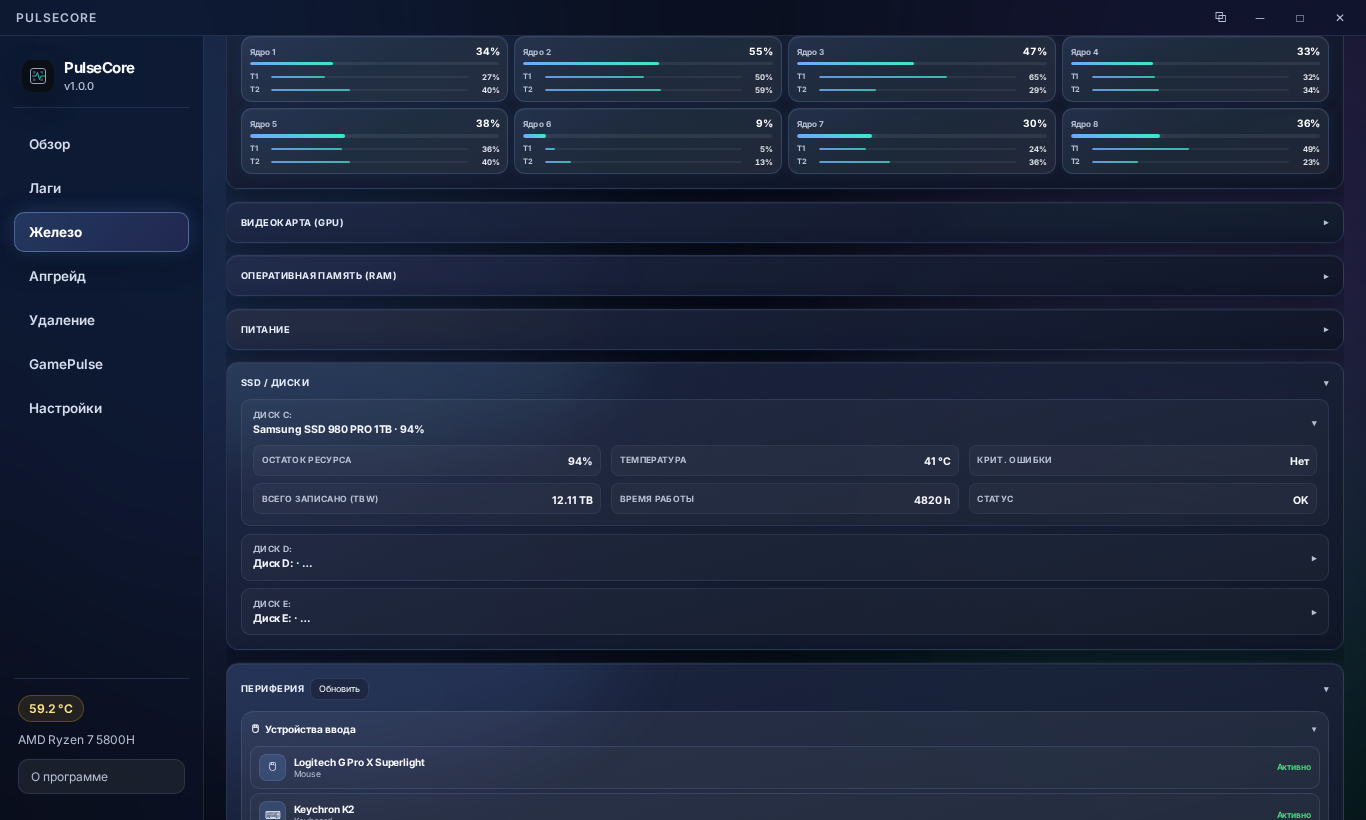 PULSECORE
PulseCore
v1.0.0
Обзор
Лаги
Железо
Апгрейд
Удаление
GamePulse
Настройки
59.2 °C
AMD Ryzen 7 5800H
О программе
Ядро 1 34%
T1 27%
T2 40%
Ядро 2 55%
T1 50%
T2 59%
Ядро 3 47%
T1 65%
T2 29%
Ядро 4 33%
T1 32%
T2 34%
Ядро 5 38%
T1 36%
T2 40%
Ядро 6 9%
T1 5%
T2 13%
Ядро 7 30%
T1 24%
T2 36%
Ядро 8 36%
T1 49%
T2 23%
ВИДЕОКАРТА (GPU)
ОПЕРАТИВНАЯ ПАМЯТЬ (RAM)
ПИТАНИЕ
SSD / ДИСКИ
ДИСК C:
Samsung SSD 980 PRO 1TB · 94%
ОСТАТОК РЕСУРСА 94%
ТЕМПЕРАТУРА 41 °C
КРИТ. ОШИБКИ Нет
ВСЕГО ЗАПИСАНО (TBW) 12.11 TB
ВРЕМЯ РАБОТЫ 4820 h
СТАТУС OK
ДИСК D:
Диск D: · ...
ДИСК E:
Диск E: · ...
ПЕРИФЕРИЯ Обновить
Устройства ввода
Logitech G Pro X Superlight
Mouse
Активно
Keychron K2
Keyboard
Активно